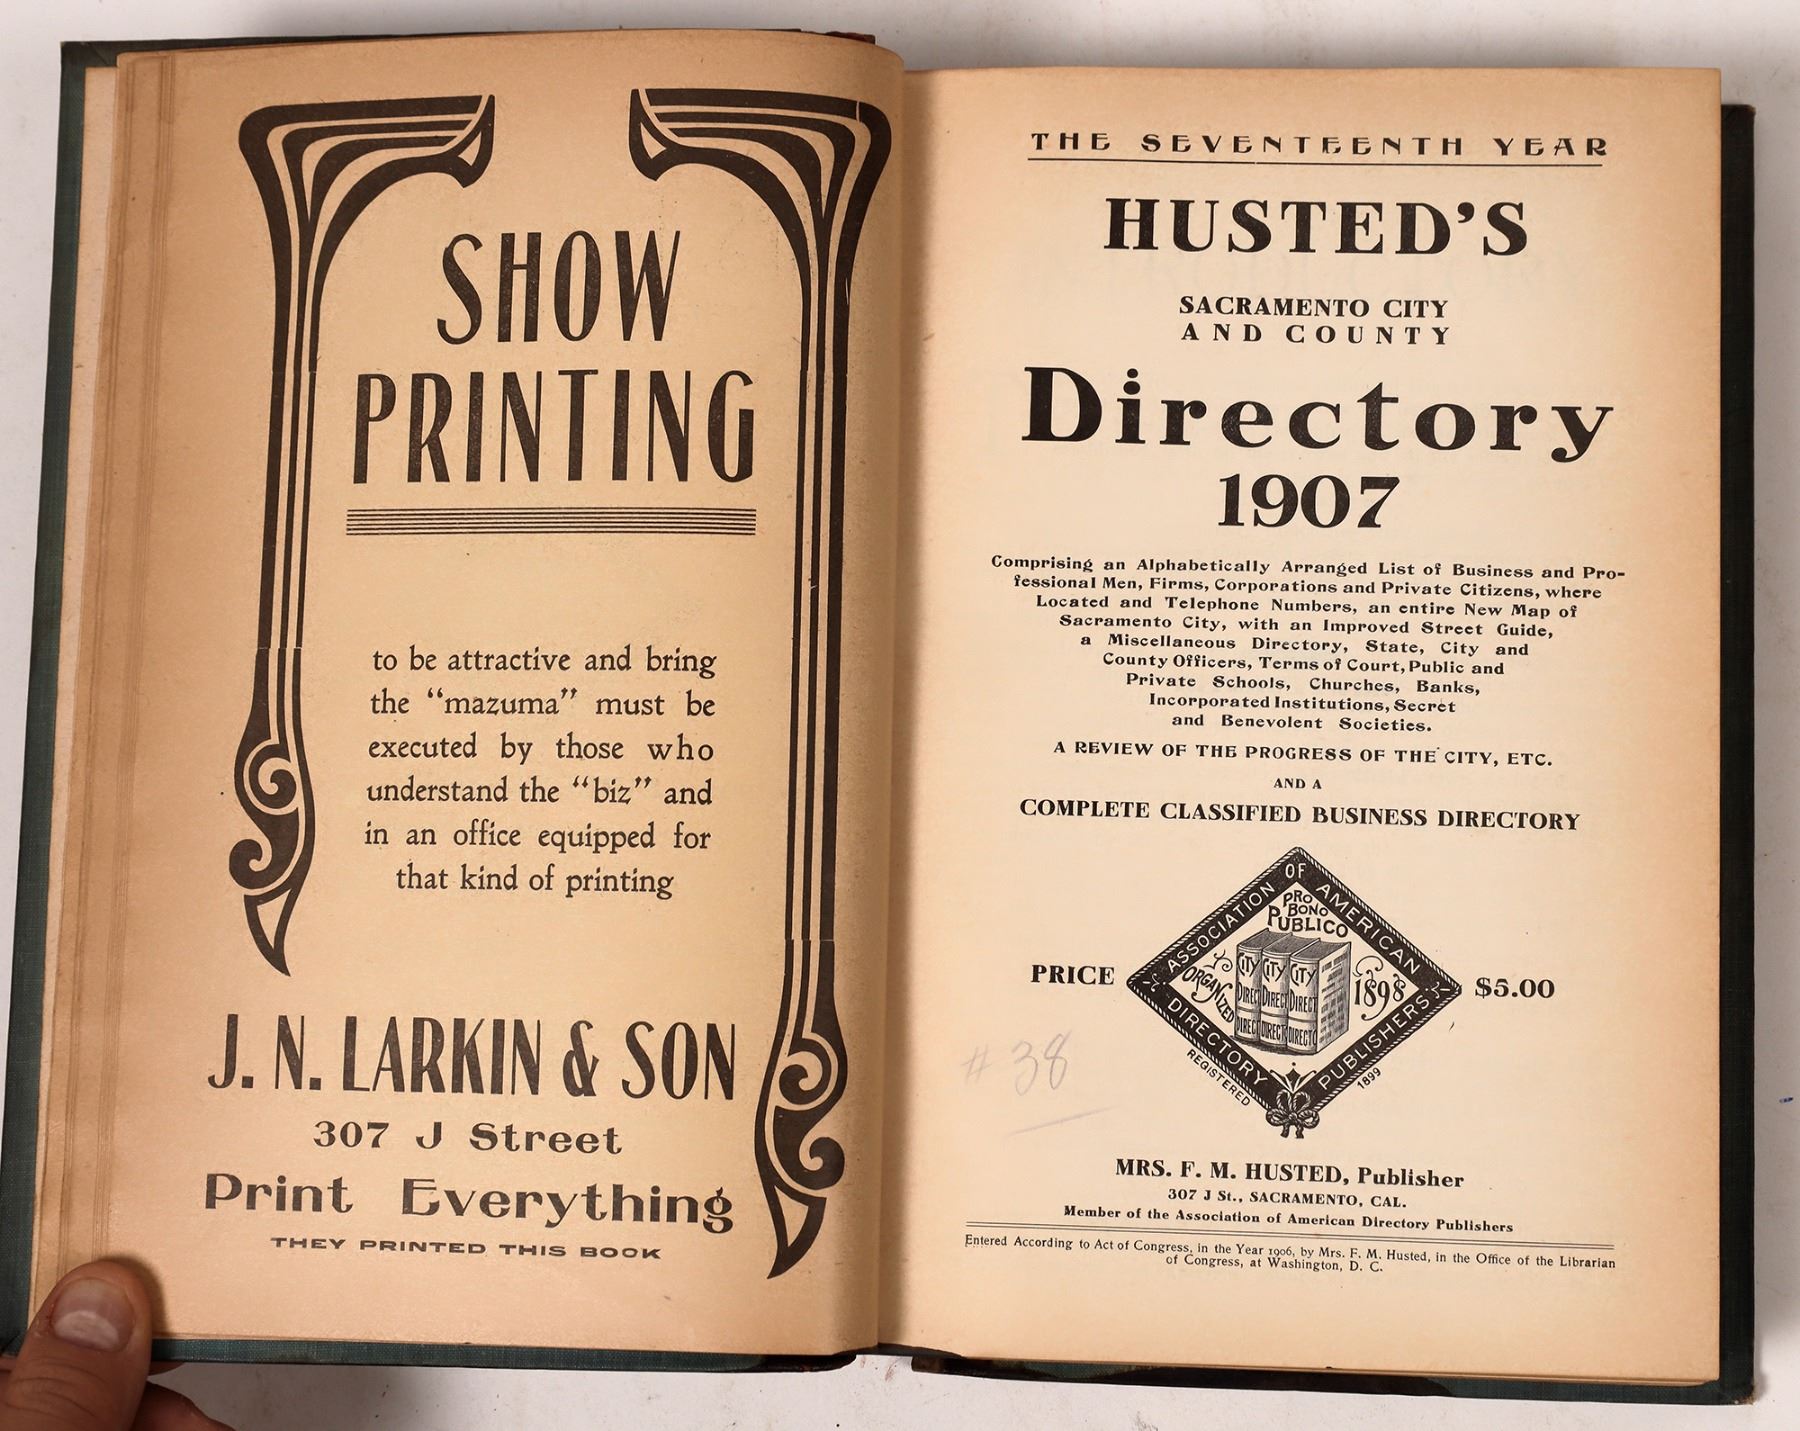 SHOW
PRINTING
to be attractive and bring
the "mazuma" must be
executed by those who
understand the "biz" and
in an office equipped for
that kind of printing
J. N. LARKIN & SON
307 J Street
Print Everything
THEY PRINTED THIS BOOK
THE SEVENTEENTH YEAR
HUSTED'S
SACRAMENTO CITY
AND COUNTY
Directory
1907
Comprising an Alphabetically Arranged List of Business and Pro-
fessional Men, Firms, Corporations and Private Citizens, where
Located and Telephone Numbers, an entire New Map of
Sacramento City, with an Improved Street Guide,
a Miscellaneous Directory, State, City and
County Officers, Terms of Court, Public and
Private Schools, Churches, Banks,
Incorporated Institutions, Secret
and Benevolent Societies.
A REVIEW OF THE PROGRESS OF THE CITY, ETC.
AND A
COMPLETE CLASSIFIED BUSINESS DIRECTORY
PRICE
ASSOCIATION OF AMERICAN
DIRECTORY PUBLISHERS
PRO
BONO
PUBLICO
ORGANIZED
1898
CITY CITY CITY
DIRECT DIRECT DIRECT
DIRECT DIRECT DIRECTO
REGISTERED
1899
$5.00
# 38
MRS. F. M. HUSTED, Publisher
307 J St., SACRAMENTO, CAL.
Member of the Association of American Directory Publishers
Entered According to Act of Congress, in the Year 1906, by Mrs. F. M. Husted, in the Office of the Librarian
of Congress, at Washington, D. C.